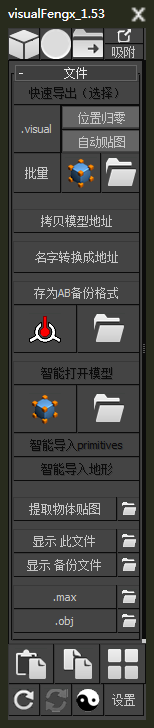 visualFengx_1.53
吸附
- 文件
快速导出（选择）
.visual
位置归零
自动贴图
批量
拷贝模型地址
名字转换成地址
存为AB备份格式
智能打开模型
智能导入primitives
智能导入地形
提取物体贴图
显示 此文件
显示 备份文件
.max
.obj
设置